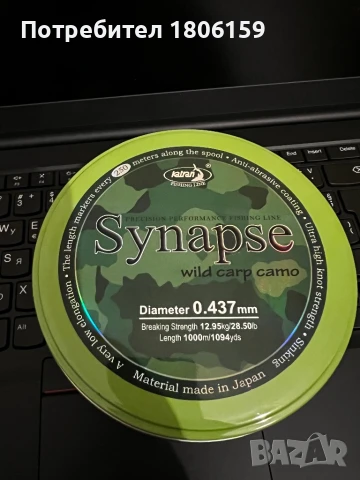 Потребител 1806159
The length markers every 250 meters along the spool • Anti-abrasive coating • Ultra high knot strength • Sinking • Material made in Japan • A very low elongation •
Katran®
FISHING LINE
PRECISION PERFORMANCE FISHING LINE
Synapse
wild carp camo
Diameter 0.437mm
Breaking Strength 12.95kg/28.50lb
Length 1000m/1094yds
BAZAR